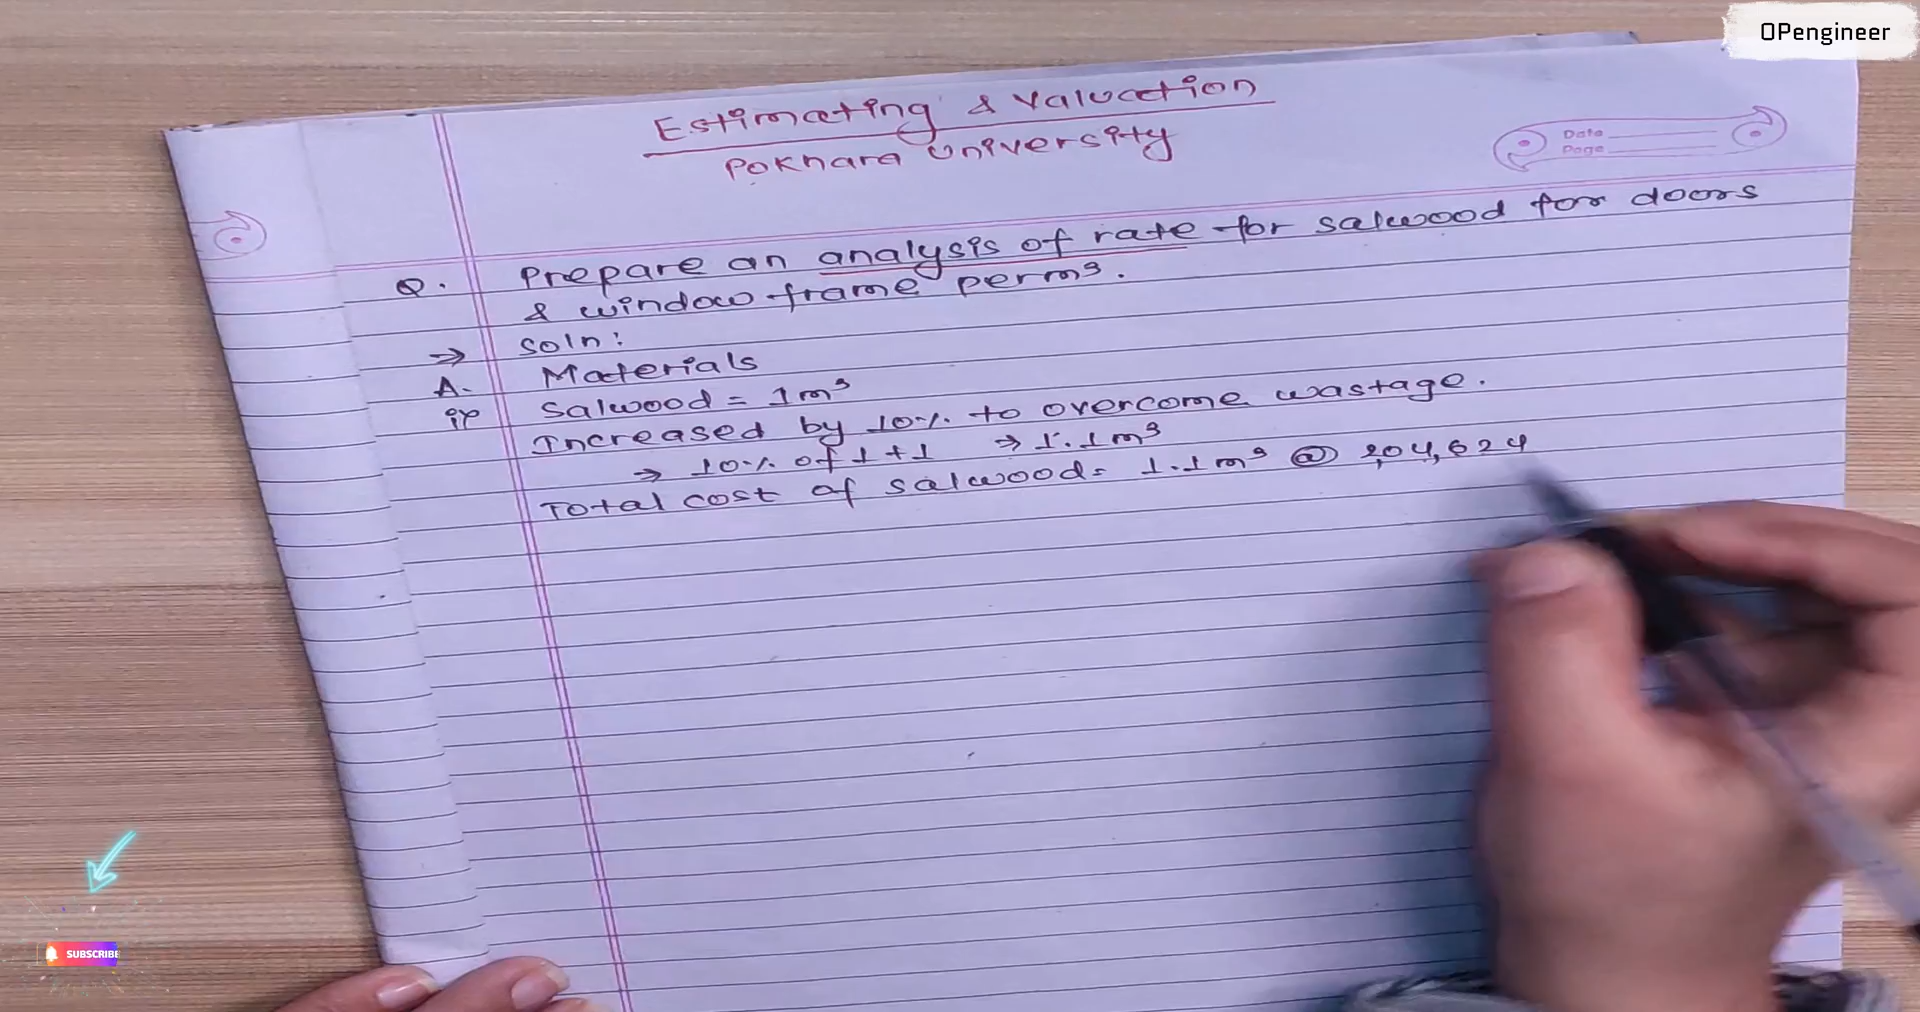 OPengineer
Estimating & Valuation
Pokhara University
Date
Page
Q. Prepare an analysis of rate for salwood for doors
& window frame per m³.
→ Soln:
A. Materials
i) Salwood = 1m³
Increased by 10% to overcome wastage.
→ 10% of 1 + 1 → 1.1m³
Total cost of salwood = 1.1m³ @ 2,04,624
SUBSCRIBE